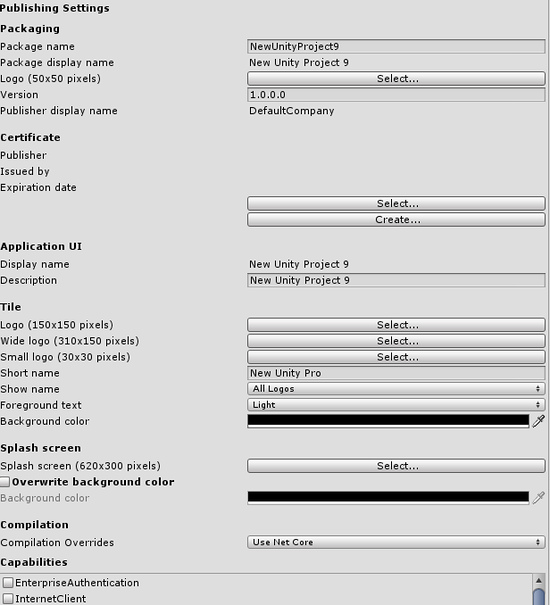 Publishing Settings
Packaging
Package name NewUnityProject9
Package display name New Unity Project 9
Logo (50x50 pixels) Select...
Version 1.0.0.0
Publisher display name DefaultCompany
Certificate
Publisher
Issued by
Expiration date
Select...
Create...
Application UI
Display name New Unity Project 9
Description New Unity Project 9
Tile
Logo (150x150 pixels) Select...
Wide logo (310x150 pixels) Select...
Small logo (30x30 pixels) Select...
Short name New Unity Pro
Show name All Logos
Foreground text Light
Background color
Splash screen
Splash screen (620x300 pixels) Select...
Overwrite background color
Background color
Compilation
Compilation Overrides Use Net Core
Capabilities
EnterpriseAuthentication
InternetClient